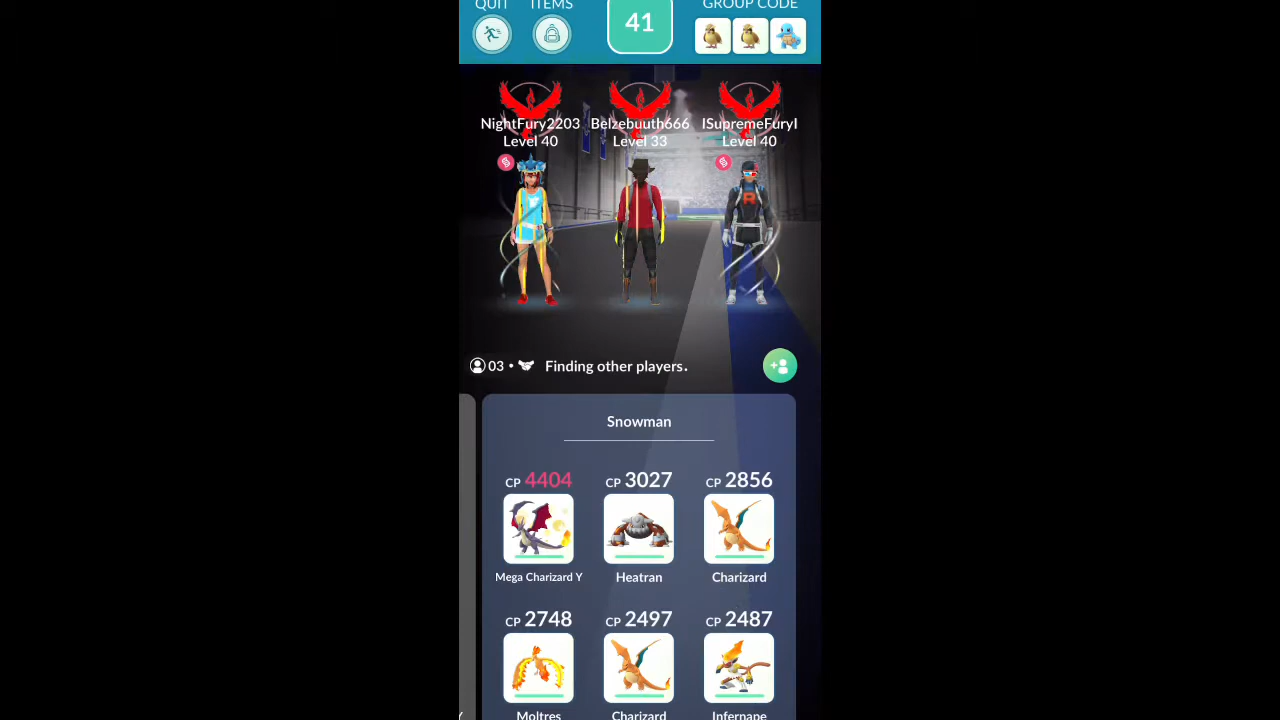 QUIT ITEMS 41 GROUP CODE
NightFury2203 Belzebuuth666 ISupremeFuryI
Level 40 Level 33 Level 40
R
03 • Finding other players.
Snowman
CP 4404 CP 3027 CP 2856
Mega Charizard Y Heatran Charizard
CP 2748 CP 2497 CP 2487
Moltres Charizard Infernape